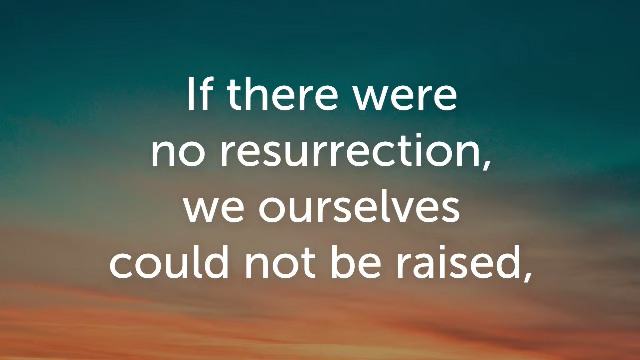 If there were
no resurrection,
we ourselves
could not be raised,